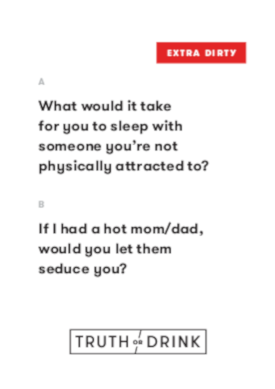 EXTRA DIRTY
A
What would it take
for you to sleep with
someone you're not
physically attracted to?
B
If I had a hot mom/dad,
would you let them
seduce you?
TRUTH OR DRINK